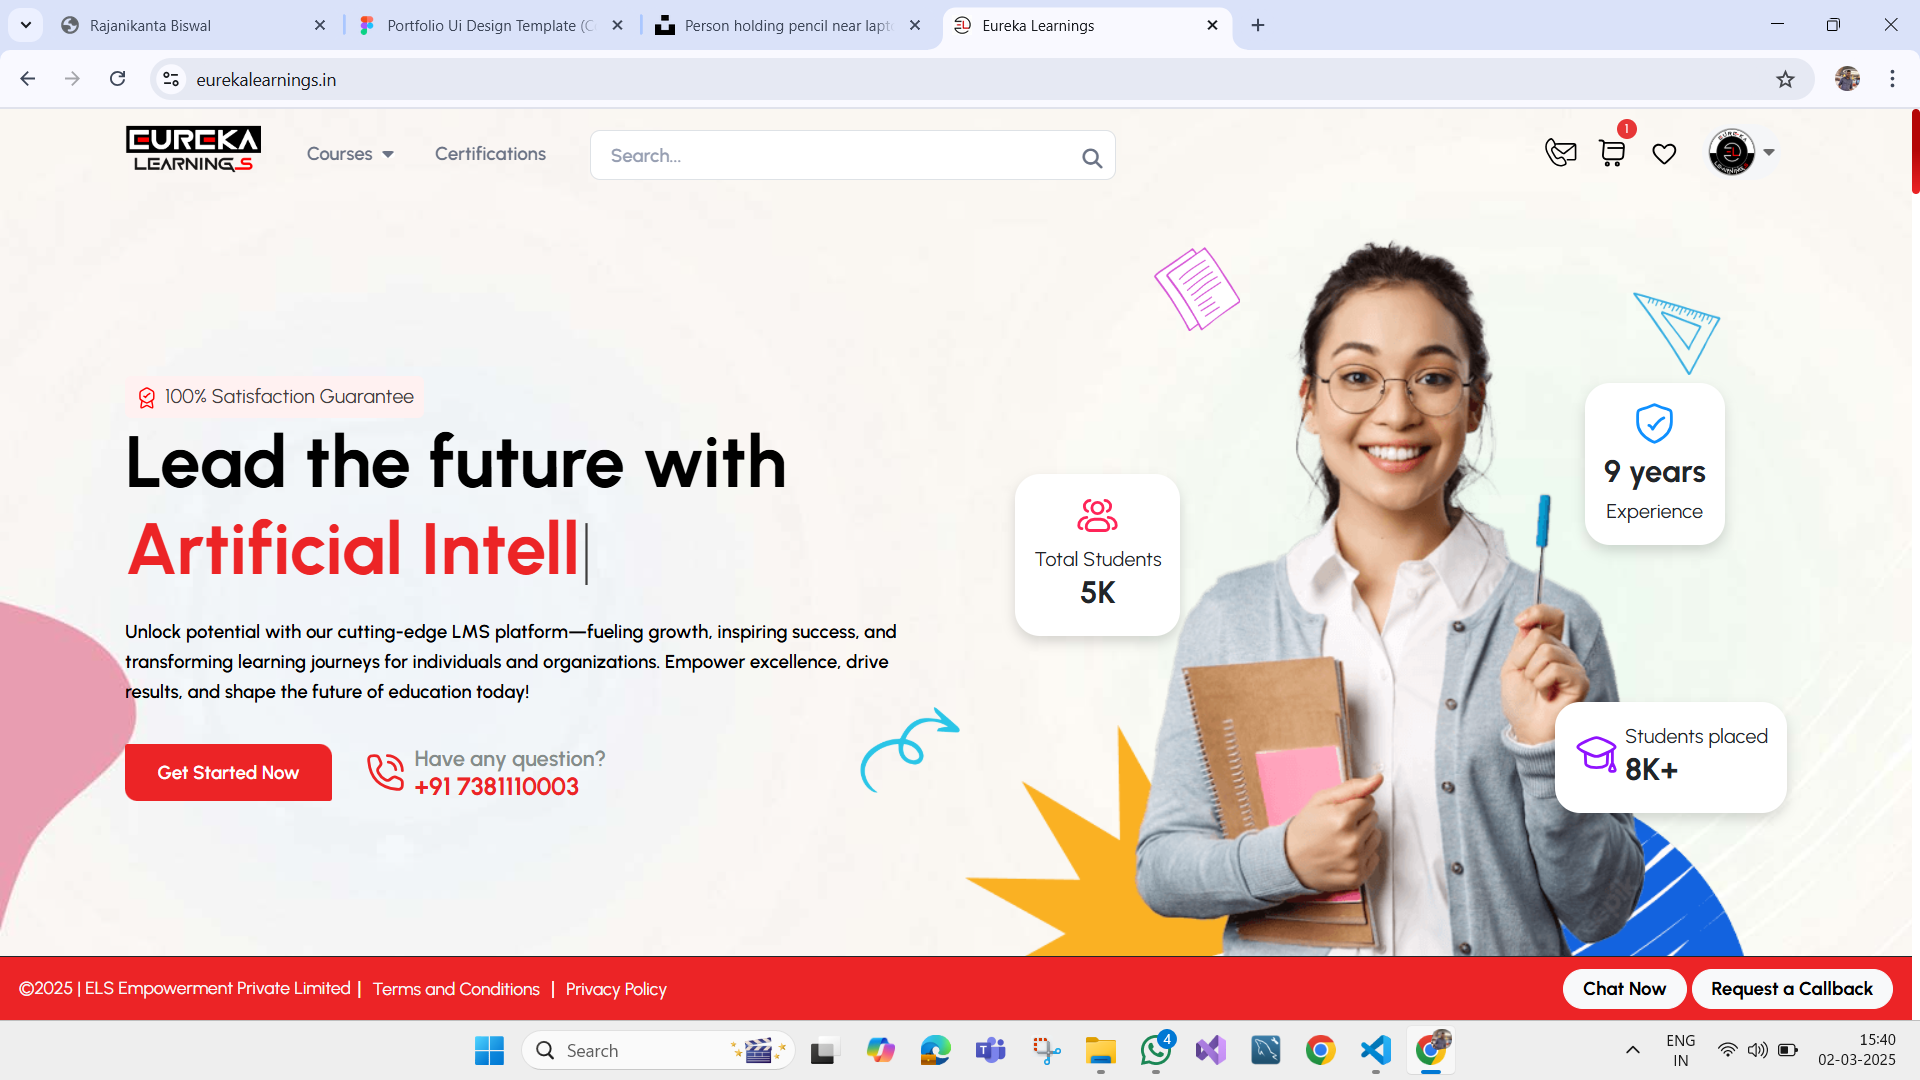 Rajanikanta Biswal
Portfolio Ui Design Template (C
Person holding pencil near lapt
Eureka Learnings
eurekalearnings.in
EUREKA
LEARNINGS
Courses
Certifications
Search...
1
100% Satisfaction Guarantee
Lead the future with
Artificial Intell
Unlock potential with our cutting-edge LMS platform—fueling growth, inspiring success, and
transforming learning journeys for individuals and organizations. Empower excellence, drive
results, and shape the future of education today!
Get Started Now
Have any question?
+91 7381110003
Total Students
5K
9 years
Experience
Students placed
8K+
©2025 | ELS Empowerment Private Limited | Terms and Conditions | Privacy Policy
Chat Now
Request a Callback
Search
4
ENG
IN
15:40
02-03-2025